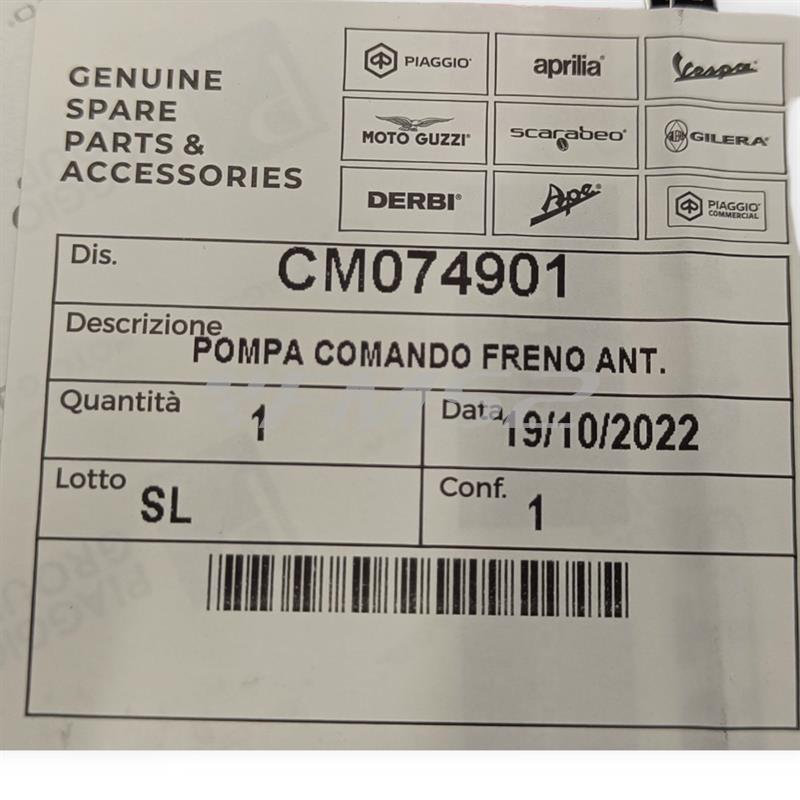 GENUINE
SPARE
PARTS &
ACCESSORIES
PIAGGIO®
aprilia®
Vespa®
MOTO GUZZI®
scarabeo®
GILERA®
DERBI®
Ape®
PIAGGIO®
COMMERCIAL
Dis.
CM074901
Descrizione
POMPA COMANDO FRENO ANT.
Quantità
1
Data
19/10/2022
Lotto
SL
Conf.
1